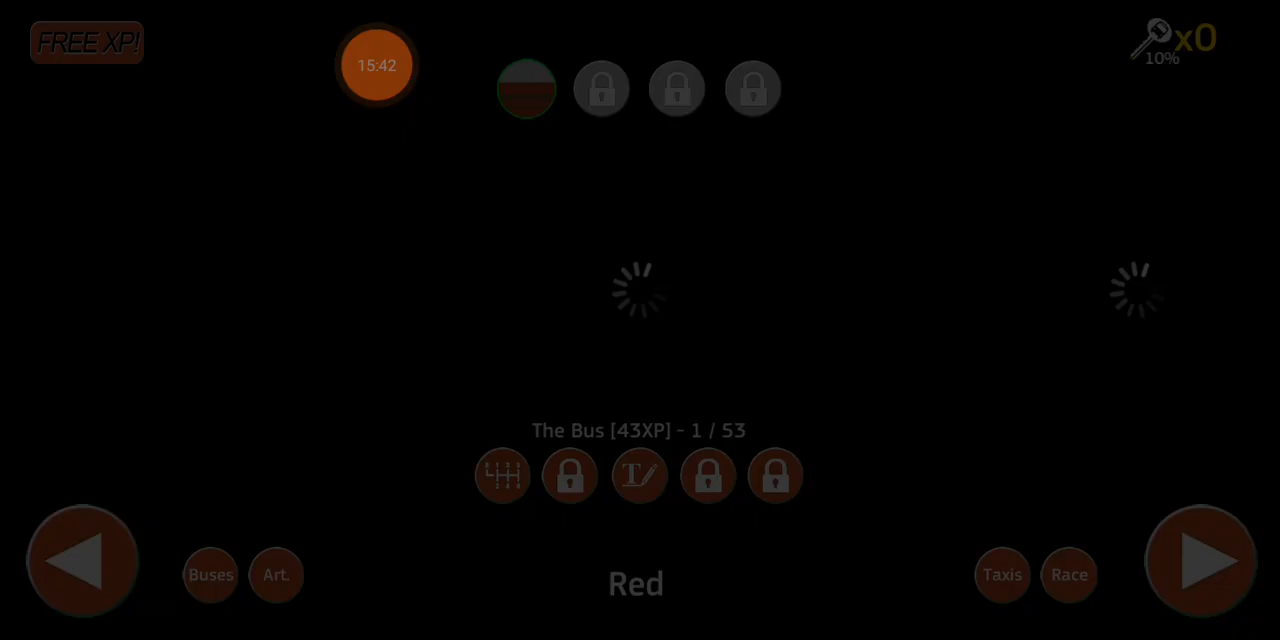 FREE XP!
15:42
x0
10%
The Bus [43XP] - 1 / 53
T
Buses
Art.
Red
Taxis
Race